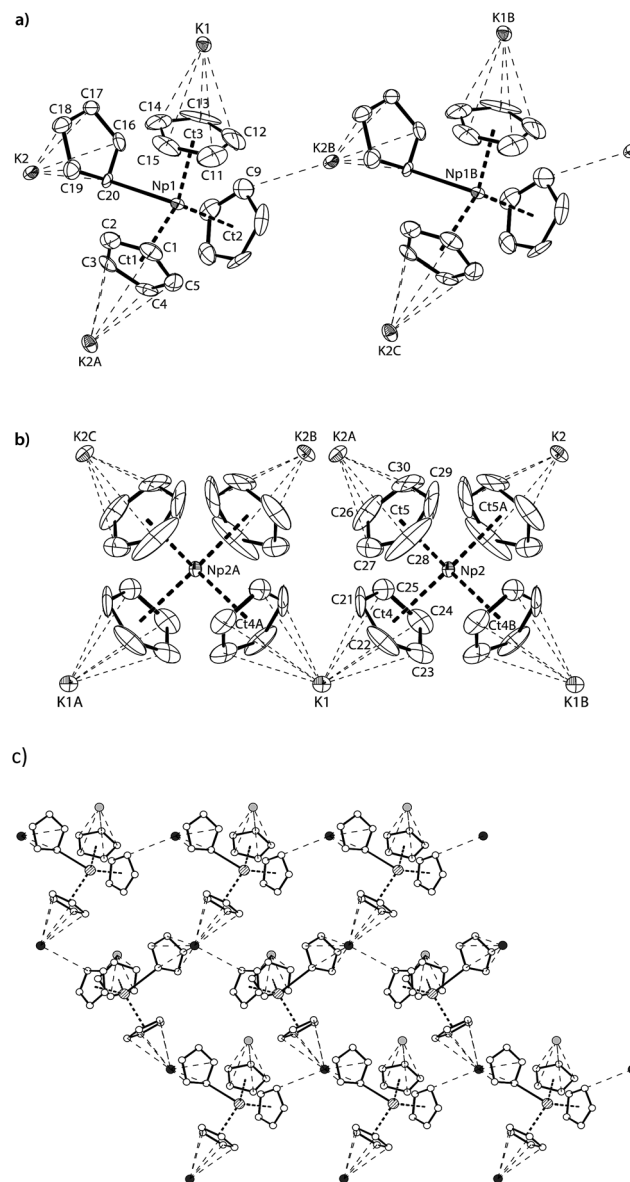 a)
K1 K1B
C17 C13
C18 C14
C16 Ct3 C12
K2 C15 C9 K2B
C11
C19 C20 Np1 Np1B
C2 Ct2
C3 Ct1 C1
C5
C4
K2A K2C
b)
K2C K2B K2A K2
C30 C29
C26 Ct5 Ct5A
C27 C28
Np2A Np2
C25
C21 Ct4 C24
Ct4A C22 Ct4B
C23
K1A K1 K1B
c)